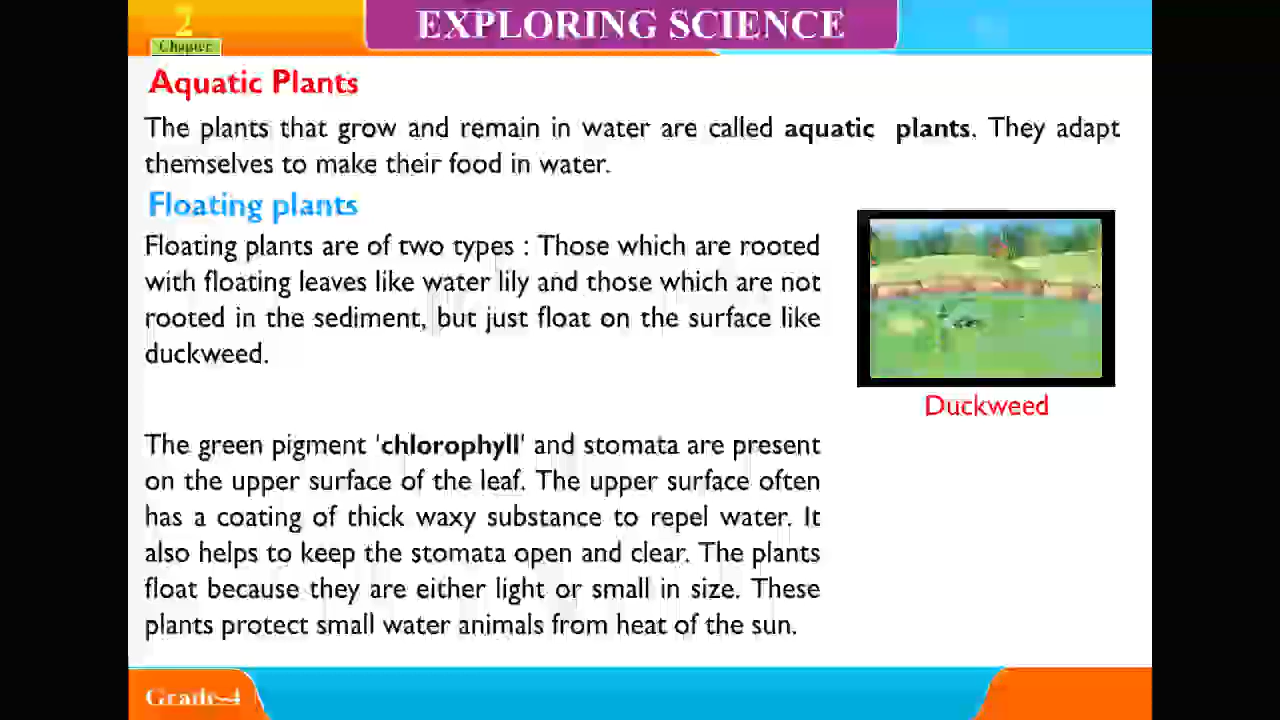 2
Chapter
EXPLORING SCIENCE
Aquatic Plants
The plants that grow and remain in water are called aquatic plants. They adapt
themselves to make their food in water.
Floating plants
Floating plants are of two types : Those which are rooted
with floating leaves like water lily and those which are not
rooted in the sediment, but just float on the surface like
duckweed.
Duckweed
The green pigment 'chlorophyll' and stomata are present
on the upper surface of the leaf. The upper surface often
has a coating of thick waxy substance to repel water. It
also helps to keep the stomata open and clear. The plants
float because they are either light or small in size. These
plants protect small water animals from heat of the sun.
Grade-4